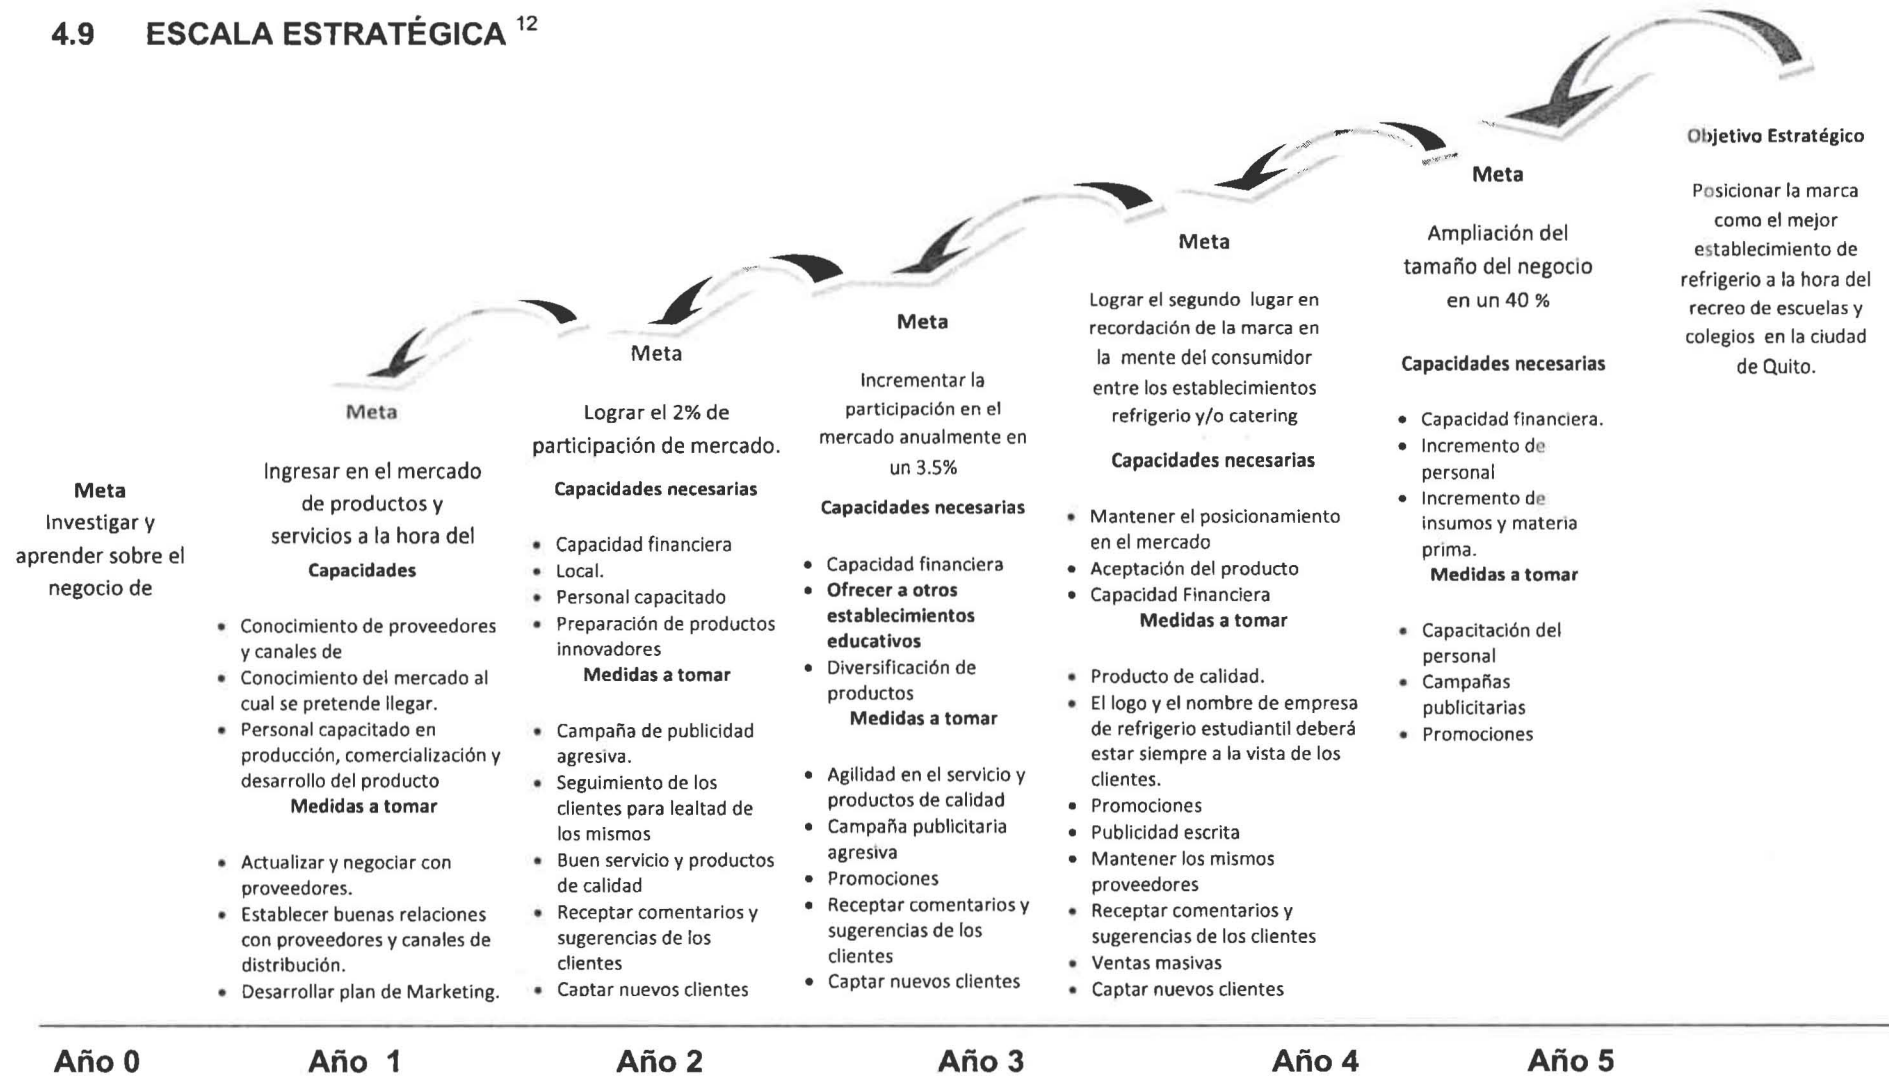 4.9 ESCALA ESTRATÉGICA 12
Meta
Investigar y
aprender sobre el
negocio de
Meta
Ingresar en el mercado
de productos y
servicios a la hora del
Capacidades
• Conocimiento de proveedores
y canales de
• Conocimiento del mercado al
cual se pretende llegar.
• Personal capacitado en
producción, comercialización y
desarrollo del producto
Medidas a tomar
• Actualizar y negociar con
proveedores.
• Establecer buenas relaciones
con proveedores y canales de
distribución.
• Desarrollar plan de Marketing.
Meta
Lograr el 2% de
participación de mercado.
Capacidades necesarias
• Capacidad financiera
• Local.
• Personal capacitado
• Preparación de productos
innovadores
Medidas a tomar
• Campaña de publicidad
agresiva.
• Seguimiento de los
clientes para lealtad de
los mismos
• Buen servicio y productos
de calidad
• Receptar comentarios y
sugerencias de los
clientes
• Captar nuevos clientes
Meta
Incrementar la
participación en el
mercado anualmente en
un 3.5%
Capacidades necesarias
• Capacidad financiera
• Ofrecer a otros
establecimientos
educativos
• Diversificación de
productos
Medidas a tomar
• Agilidad en el servicio y
productos de calidad
• Campaña publicitaria
agresiva
• Promociones
• Receptar comentarios y
sugerencias de los
clientes
• Captar nuevos clientes
Meta
Lograr el segundo lugar en
recordación de la marca en
la mente del consumidor
entre los establecimientos
refrigerio y/o catering
Capacidades necesarias
• Mantener el posicionamiento
en el mercado
• Aceptación del producto
• Capacidad Financiera
Medidas a tomar
• Producto de calidad.
• El logo y el nombre de empresa
de refrigerio estudiantil deberá
estar siempre a la vista de los
clientes.
• Promociones
• Publicidad escrita
• Mantener los mismos
proveedores
• Receptar comentarios y
sugerencias de los clientes
• Ventas masivas
• Captar nuevos clientes
Meta
Ampliación del
tamaño del negocio
en un 40 %
Capacidades necesarias
• Capacidad financiera.
• Incremento de
personal
• Incremento de
insumos y materia
prima.
Medidas a tomar
• Capacitación del
personal
• Campañas
publicitarias
• Promociones
Objetivo Estratégico
Posicionar la marca
como el mejor
establecimiento de
refrigerio a la hora del
recreo de escuelas y
colegios en la ciudad
de Quito.
Año 0 Año 1 Año 2 Año 3 Año 4 Año 5